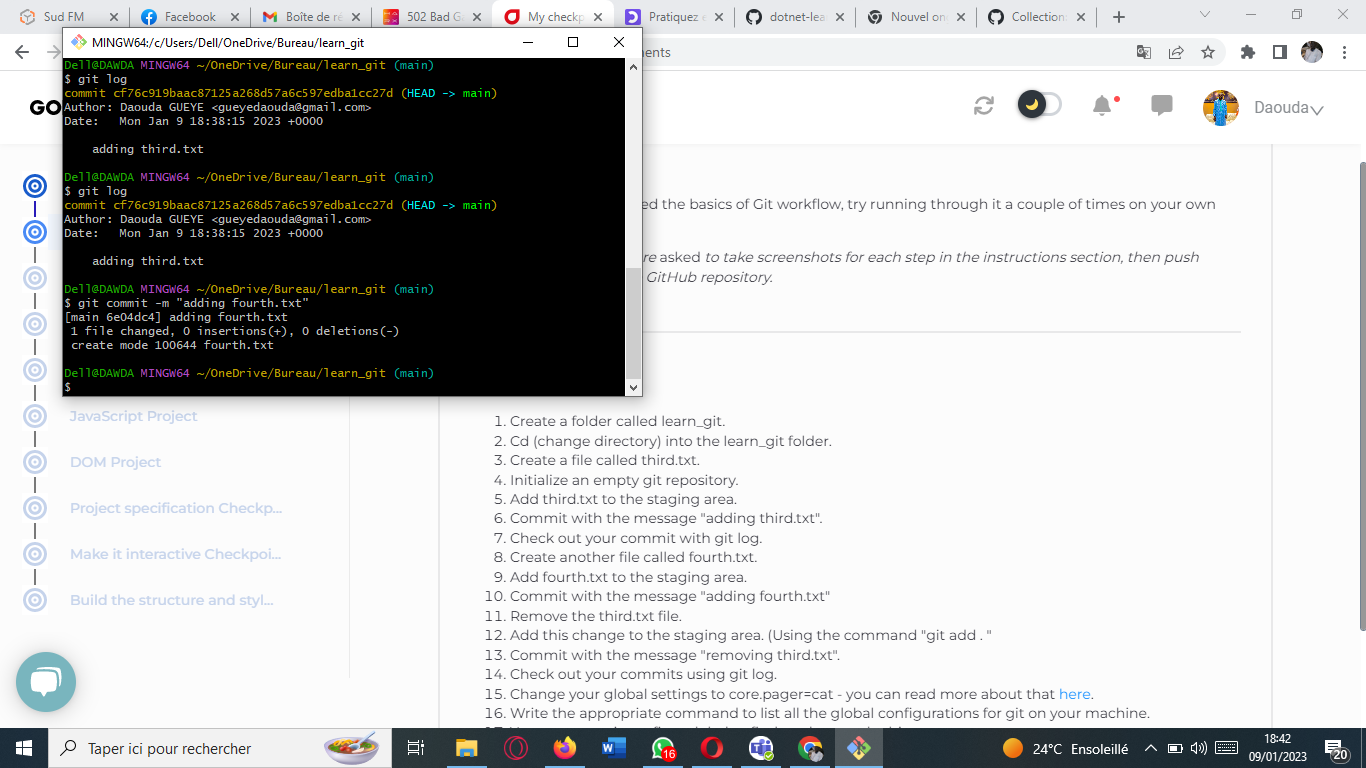 Sud FM
Facebook
Boîte de ré
502 Bad G
My checkp
Pratiquez e
dotnet-lea
Nouvel on
Collection
MINGW64:/c/Users/Dell/OneDrive/Bureau/learn_git
ents
Dell@DAWDA MINGW64 ~/OneDrive/Bureau/learn_git (main)
$ git log
commit cf76c919baac87125a268d57a6c597edba1cc27d (HEAD -> main)
Author: Daouda GUEYE <gueyedaouda@gmail.com>
Date:   Mon Jan 9 18:38:15 2023 +0000
adding third.txt
Dell@DAWDA MINGW64 ~/OneDrive/Bureau/learn_git (main)
$ git log
commit cf76c919baac87125a268d57a6c597edba1cc27d (HEAD -> main)
Author: Daouda GUEYE <gueyedaouda@gmail.com>
Date:   Mon Jan 9 18:38:15 2023 +0000
adding third.txt
Dell@DAWDA MINGW64 ~/OneDrive/Bureau/learn_git (main)
$ git commit -m "adding fourth.txt"
[main 6e04dc4] adding fourth.txt
1 file changed, 0 insertions(+), 0 deletions(-)
create mode 100644 fourth.txt
Dell@DAWDA MINGW64 ~/OneDrive/Bureau/learn_git (main)
$
GO
Daouda
ed the basics of Git workflow, try running through it a couple of times on your own
re asked to take screenshots for each step in the instructions section, then push
GitHub repository.
JavaScript Project
DOM Project
Project specification Checkp...
Make it interactive Checkpoi...
Build the structure and styl...
1. Create a folder called learn_git.
2. Cd (change directory) into the learn_git folder.
3. Create a file called third.txt.
4. Initialize an empty git repository.
5. Add third.txt to the staging area.
6. Commit with the message "adding third.txt".
7. Check out your commit with git log.
8. Create another file called fourth.txt.
9. Add fourth.txt to the staging area.
10. Commit with the message "adding fourth.txt"
11. Remove the third.txt file.
12. Add this change to the staging area. (Using the command "git add . "
13. Commit with the message "removing third.txt".
14. Check out your commits using git log.
15. Change your global settings to core.pager=cat - you can read more about that here.
16. Write the appropriate command to list all the global configurations for git on your machine.
Taper ici pour rechercher
16
24°C Ensoleillé
18:42
09/01/2023
20